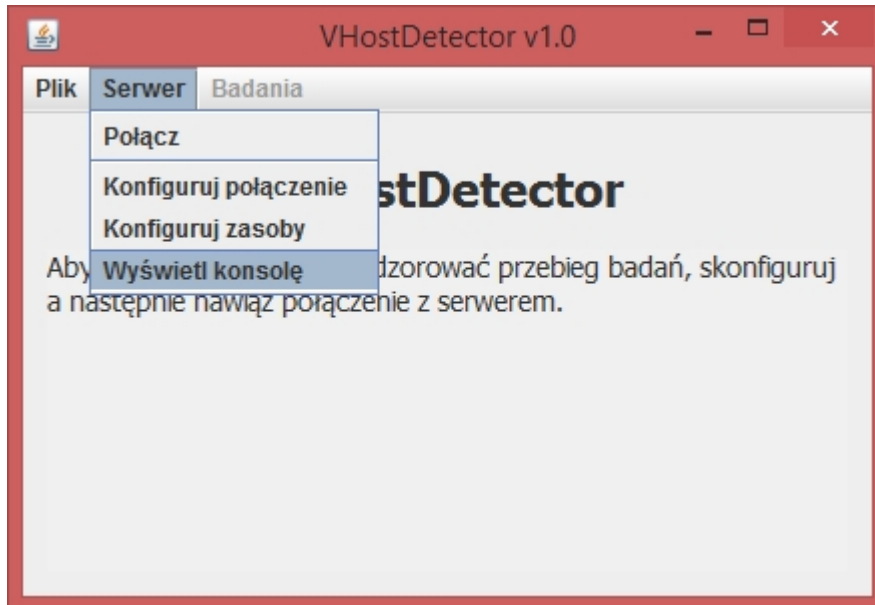 VHostDetector v1.0
Plik Serwer Badania
Połącz
Konfiguruj połączenie
Konfiguruj zasoby
Wyświetl konsolę
stDetector
Aby dzorować przebieg badań, skonfiguruj
a następnie nawiąż połączenie z serwerem.